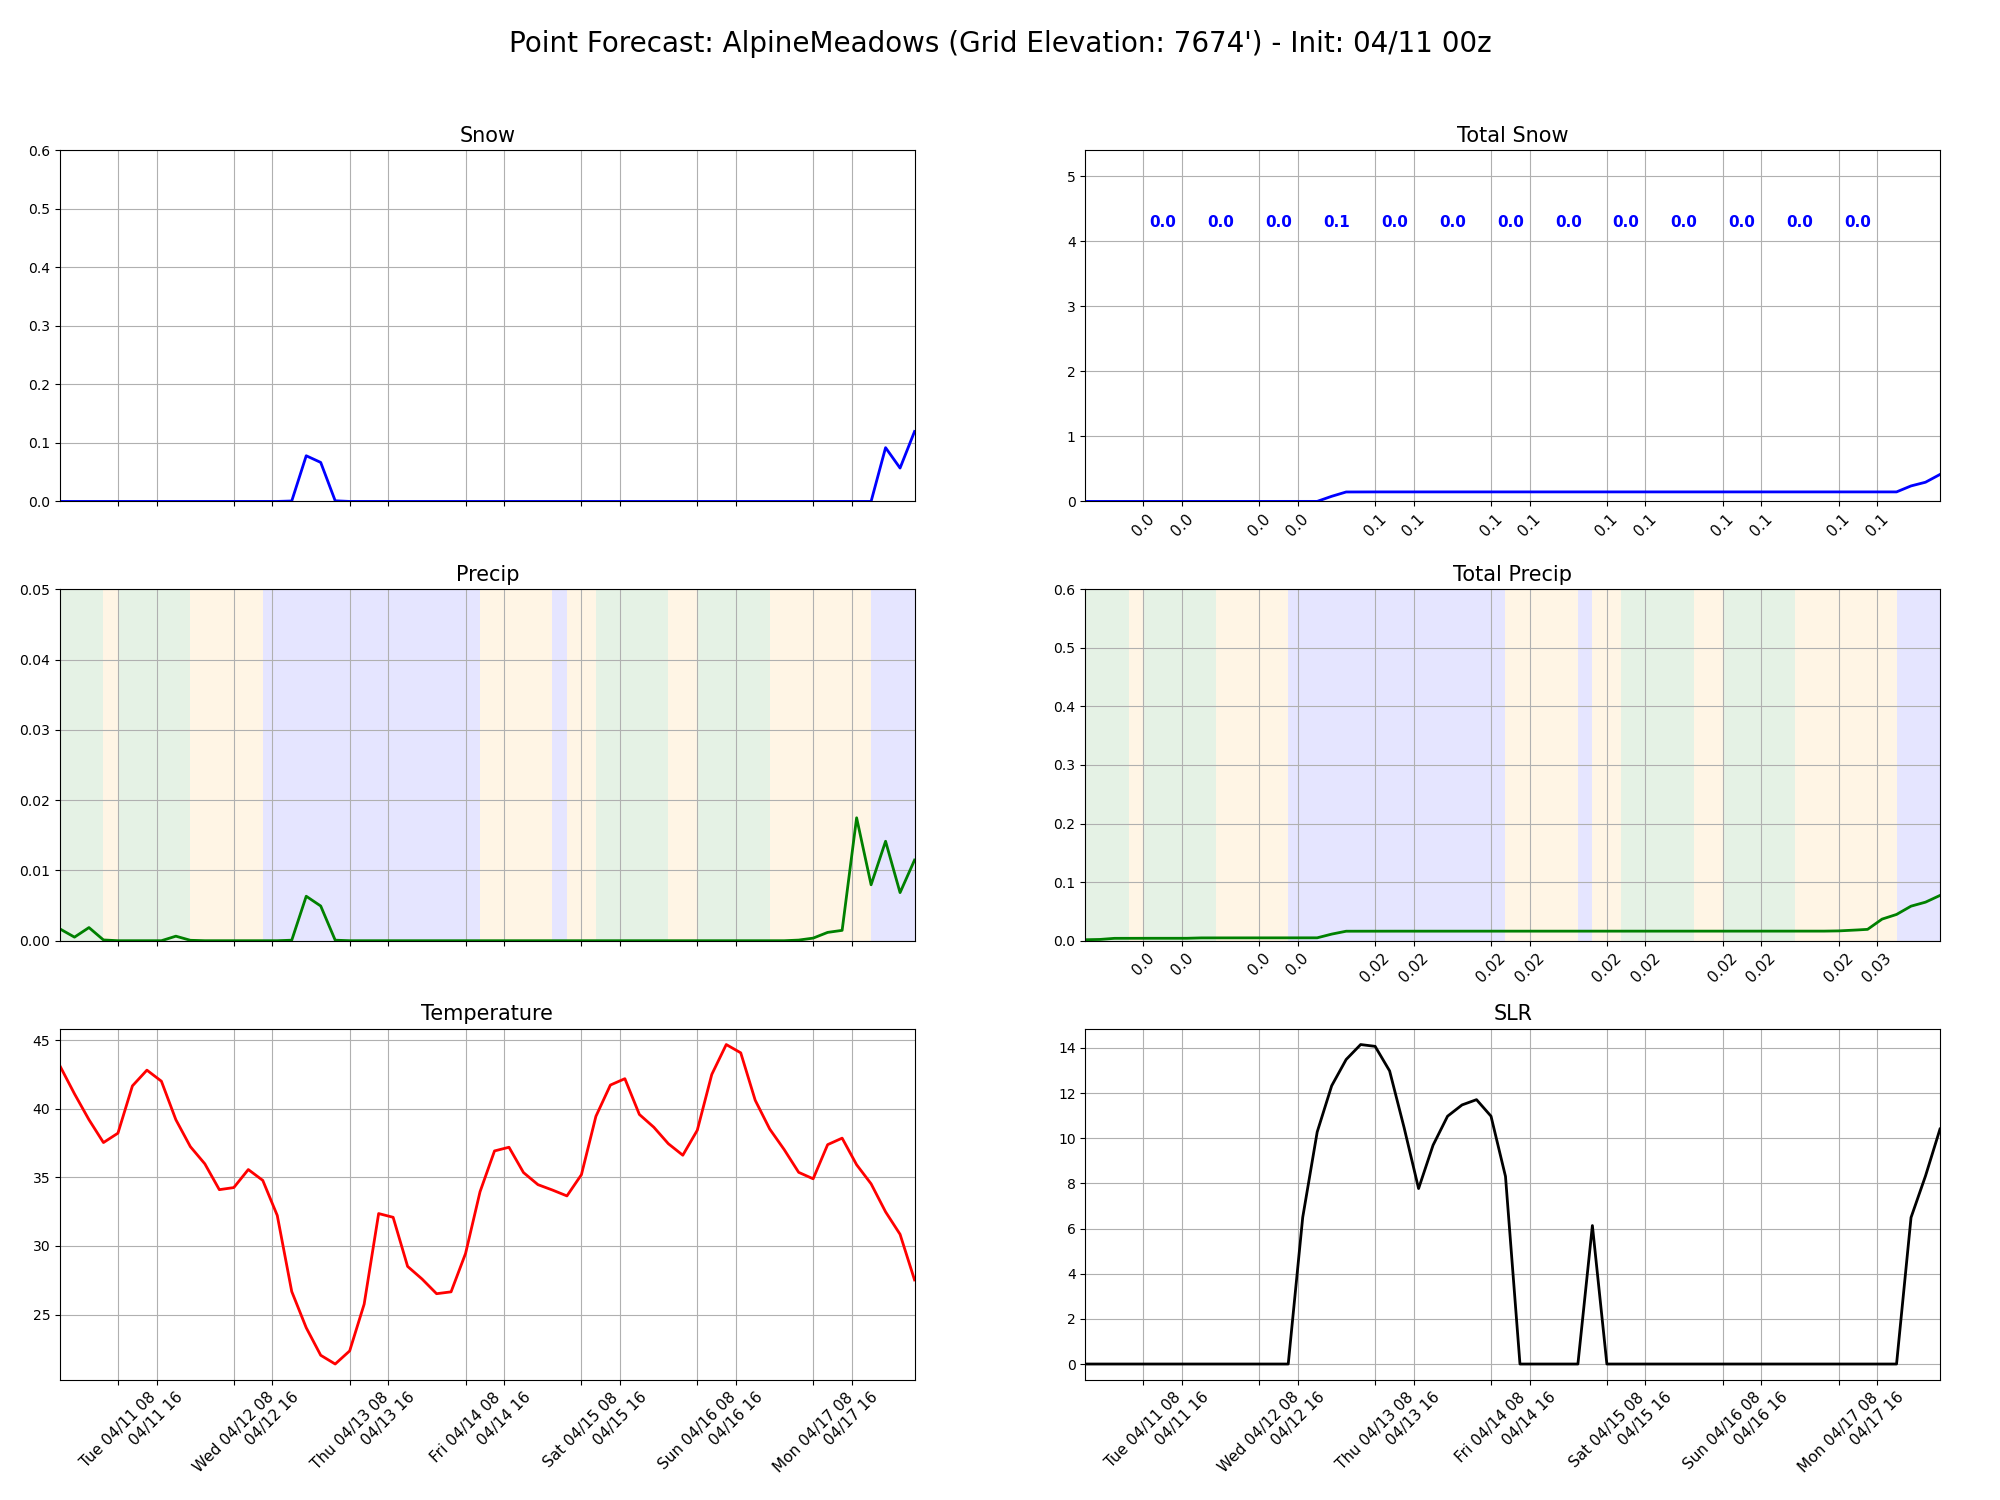 Point Forecast: AlpineMeadows (Grid Elevation: 7674') - Init: 04/11 00z
Snow
0.6
0.5
0.4
0.3
0.2
0.1
0.0
Total Snow
5
4
3
2
1
0
0.0 0.0 0.0 0.1 0.0 0.0 0.0 0.0 0.0 0.0 0.0 0.0 0.0
0.0 0.0 0.0 0.0 0.1 0.1 0.1 0.1 0.1 0.1 0.1 0.1 0.1 0.1
Precip
0.05
0.04
0.03
0.02
0.01
0.00
Total Precip
0.6
0.5
0.4
0.3
0.2
0.1
0.0
0.0 0.0 0.0 0.0 0.02 0.02 0.02 0.02 0.02 0.02 0.02 0.02 0.02 0.03
Temperature
45
40
35
30
25
Tue 04/11 08
04/11 16
Wed 04/12 08
04/12 16
Thu 04/13 08
04/13 16
Fri 04/14 08
04/14 16
Sat 04/15 08
04/15 16
Sun 04/16 08
04/16 16
Mon 04/17 08
04/17 16
SLR
14
12
10
8
6
4
2
0
Tue 04/11 08
04/11 16
Wed 04/12 08
04/12 16
Thu 04/13 08
04/13 16
Fri 04/14 08
04/14 16
Sat 04/15 08
04/15 16
Sun 04/16 08
04/16 16
Mon 04/17 08
04/17 16